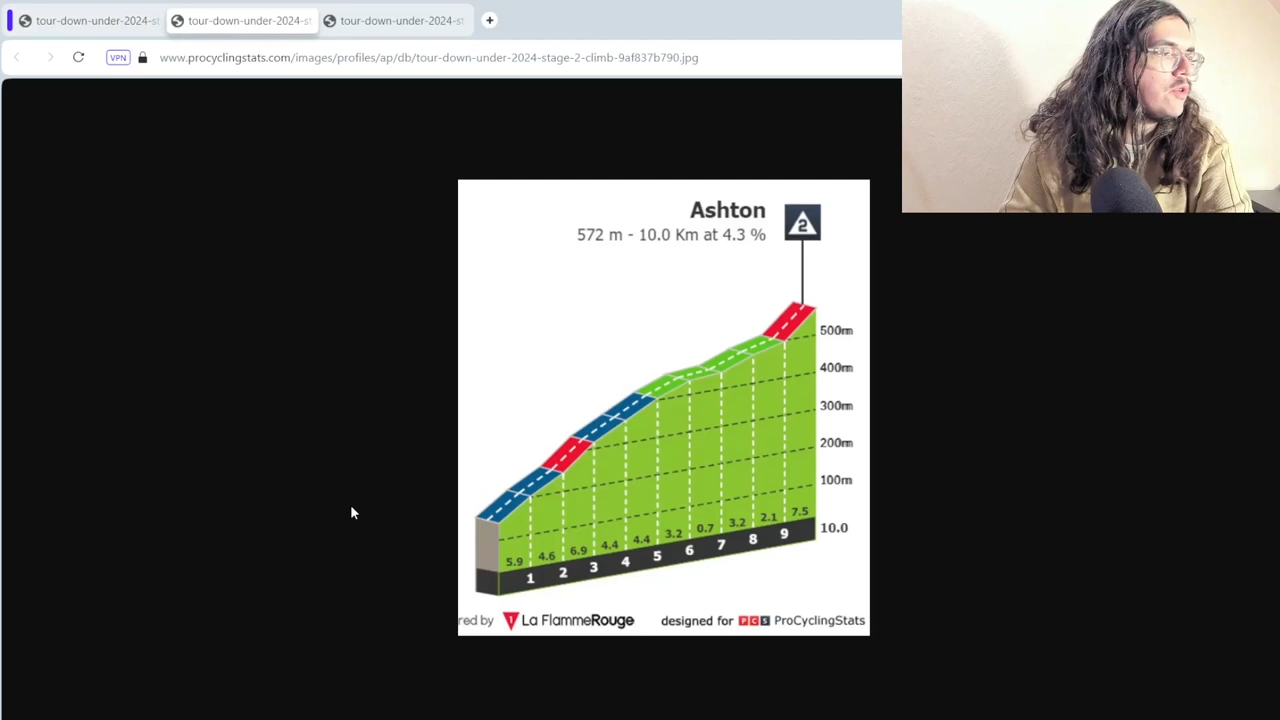 tour-down-under-2024-st
tour-down-under-2024-st
tour-down-under-2024-st
VPN
www.procyclingstats.com/images/profiles/ap/db/tour-down-under-2024-stage-2-climb-9af837b790.jpg
Ashton
2
572 m - 10.0 Km at 4.3 %
500m
400m
300m
200m
100m
5.9 4.6 6.9 4.4 4.4 3.2 0.7 3.2 2.1 7.5
1 2 3 4 5 6 7 8 9 10.0
red by La FlammeRouge designed for PCS ProCyclingStats